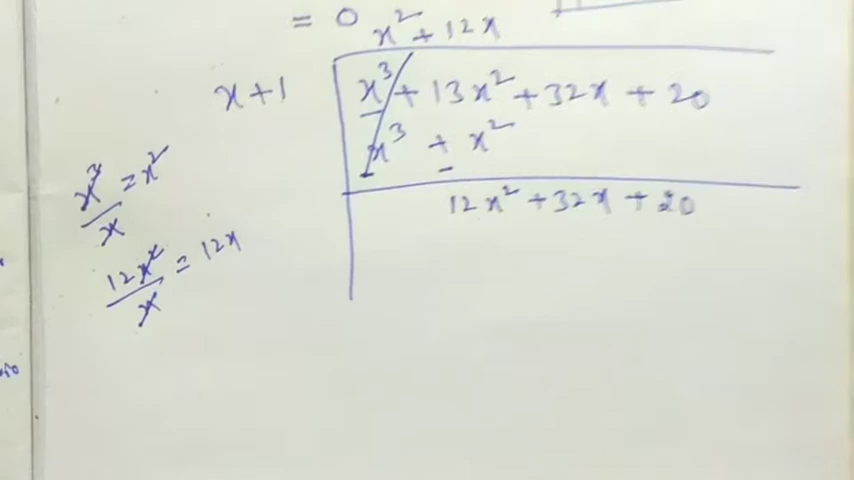 = 0
x² + 12x
x + 1
x³ + 13x² + 32x + 20
x³ + x²
-   -
12x² + 32x + 20
x³/x = x²
12x²/x = 12x